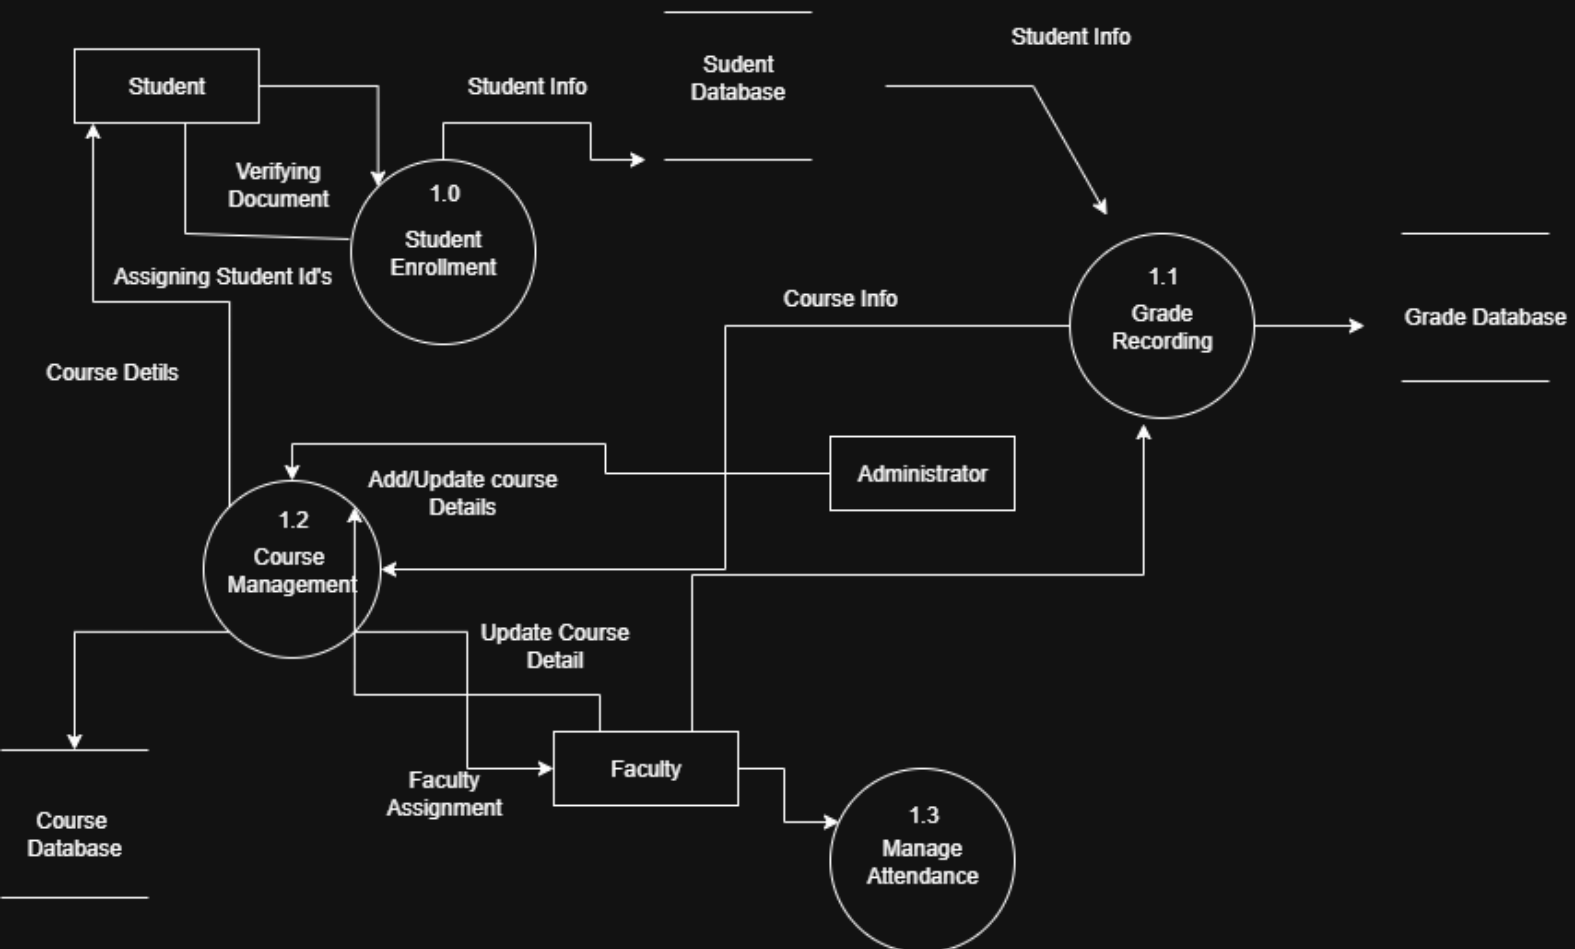 Student Info
Sudent
Database
Student
Student Info
Verifying
Document
1.0
Student
Enrollment
Assigning Student Id's
1.1
Grade
Recording
Course Info
Grade Database
Course Detils
Administrator
Add/Update course
Details
1.2
Course
Management
Update Course
Detail
Faculty
Faculty
Assignment
1.3
Manage
Attendance
Course
Database